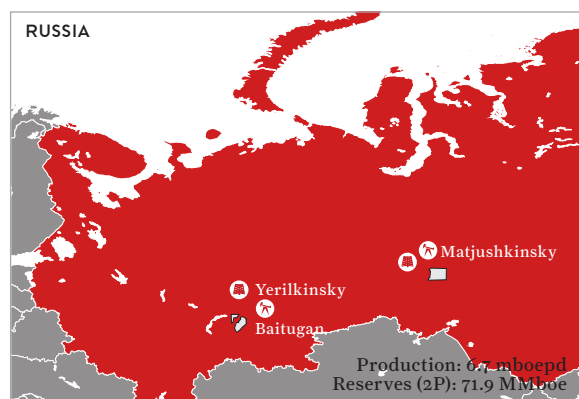 RUSSIA
Matjushkinsky
Yerilkinsky
Baitugan
Production: 6.7 mboepd
Reserves (2P): 71.9 MMboe